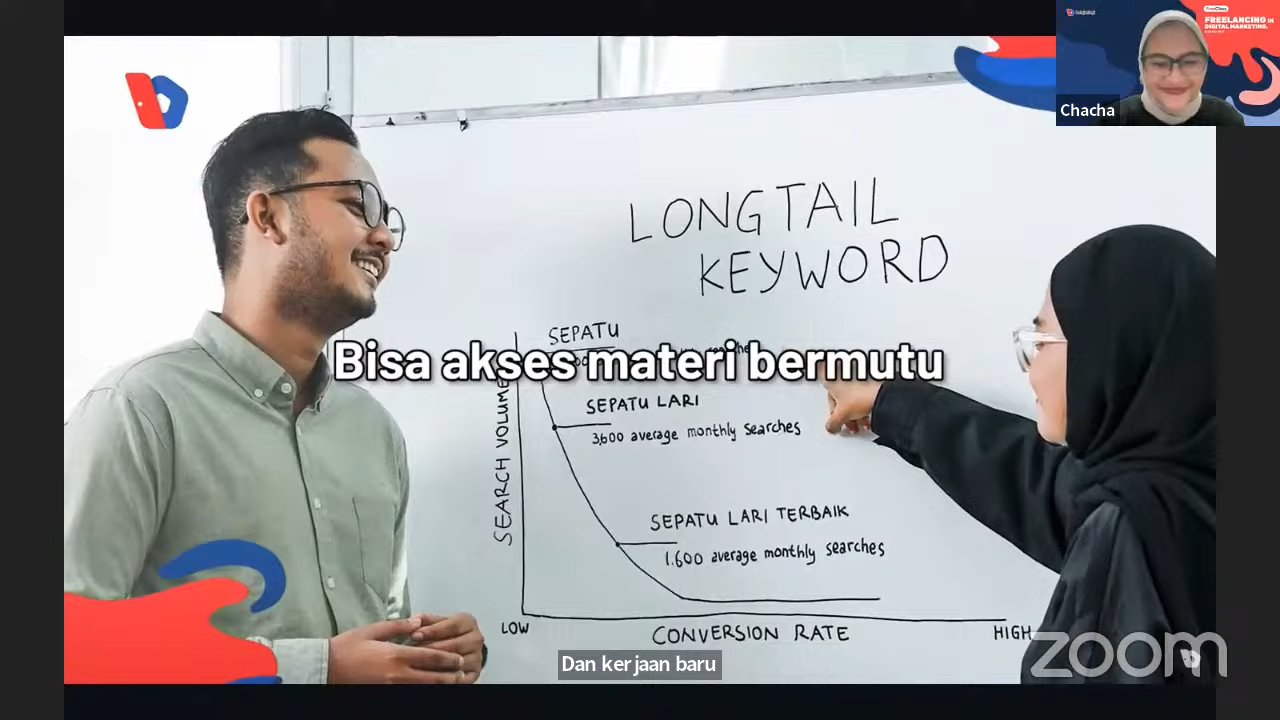 FreeClass
FREELANCING IN
DIGITAL MARKETING.
Chacha
LONGTAIL
KEYWORD
SEPATU
Bisa akses materi bermutu
SEPATU LARI
3600 average monthly searches
SEPATU LARI TERBAIK
1.600 average monthly searches
SEARCH VOLUME
LOW
CONVERSION RATE
HIGH
Dan kerjaan baru
zoom